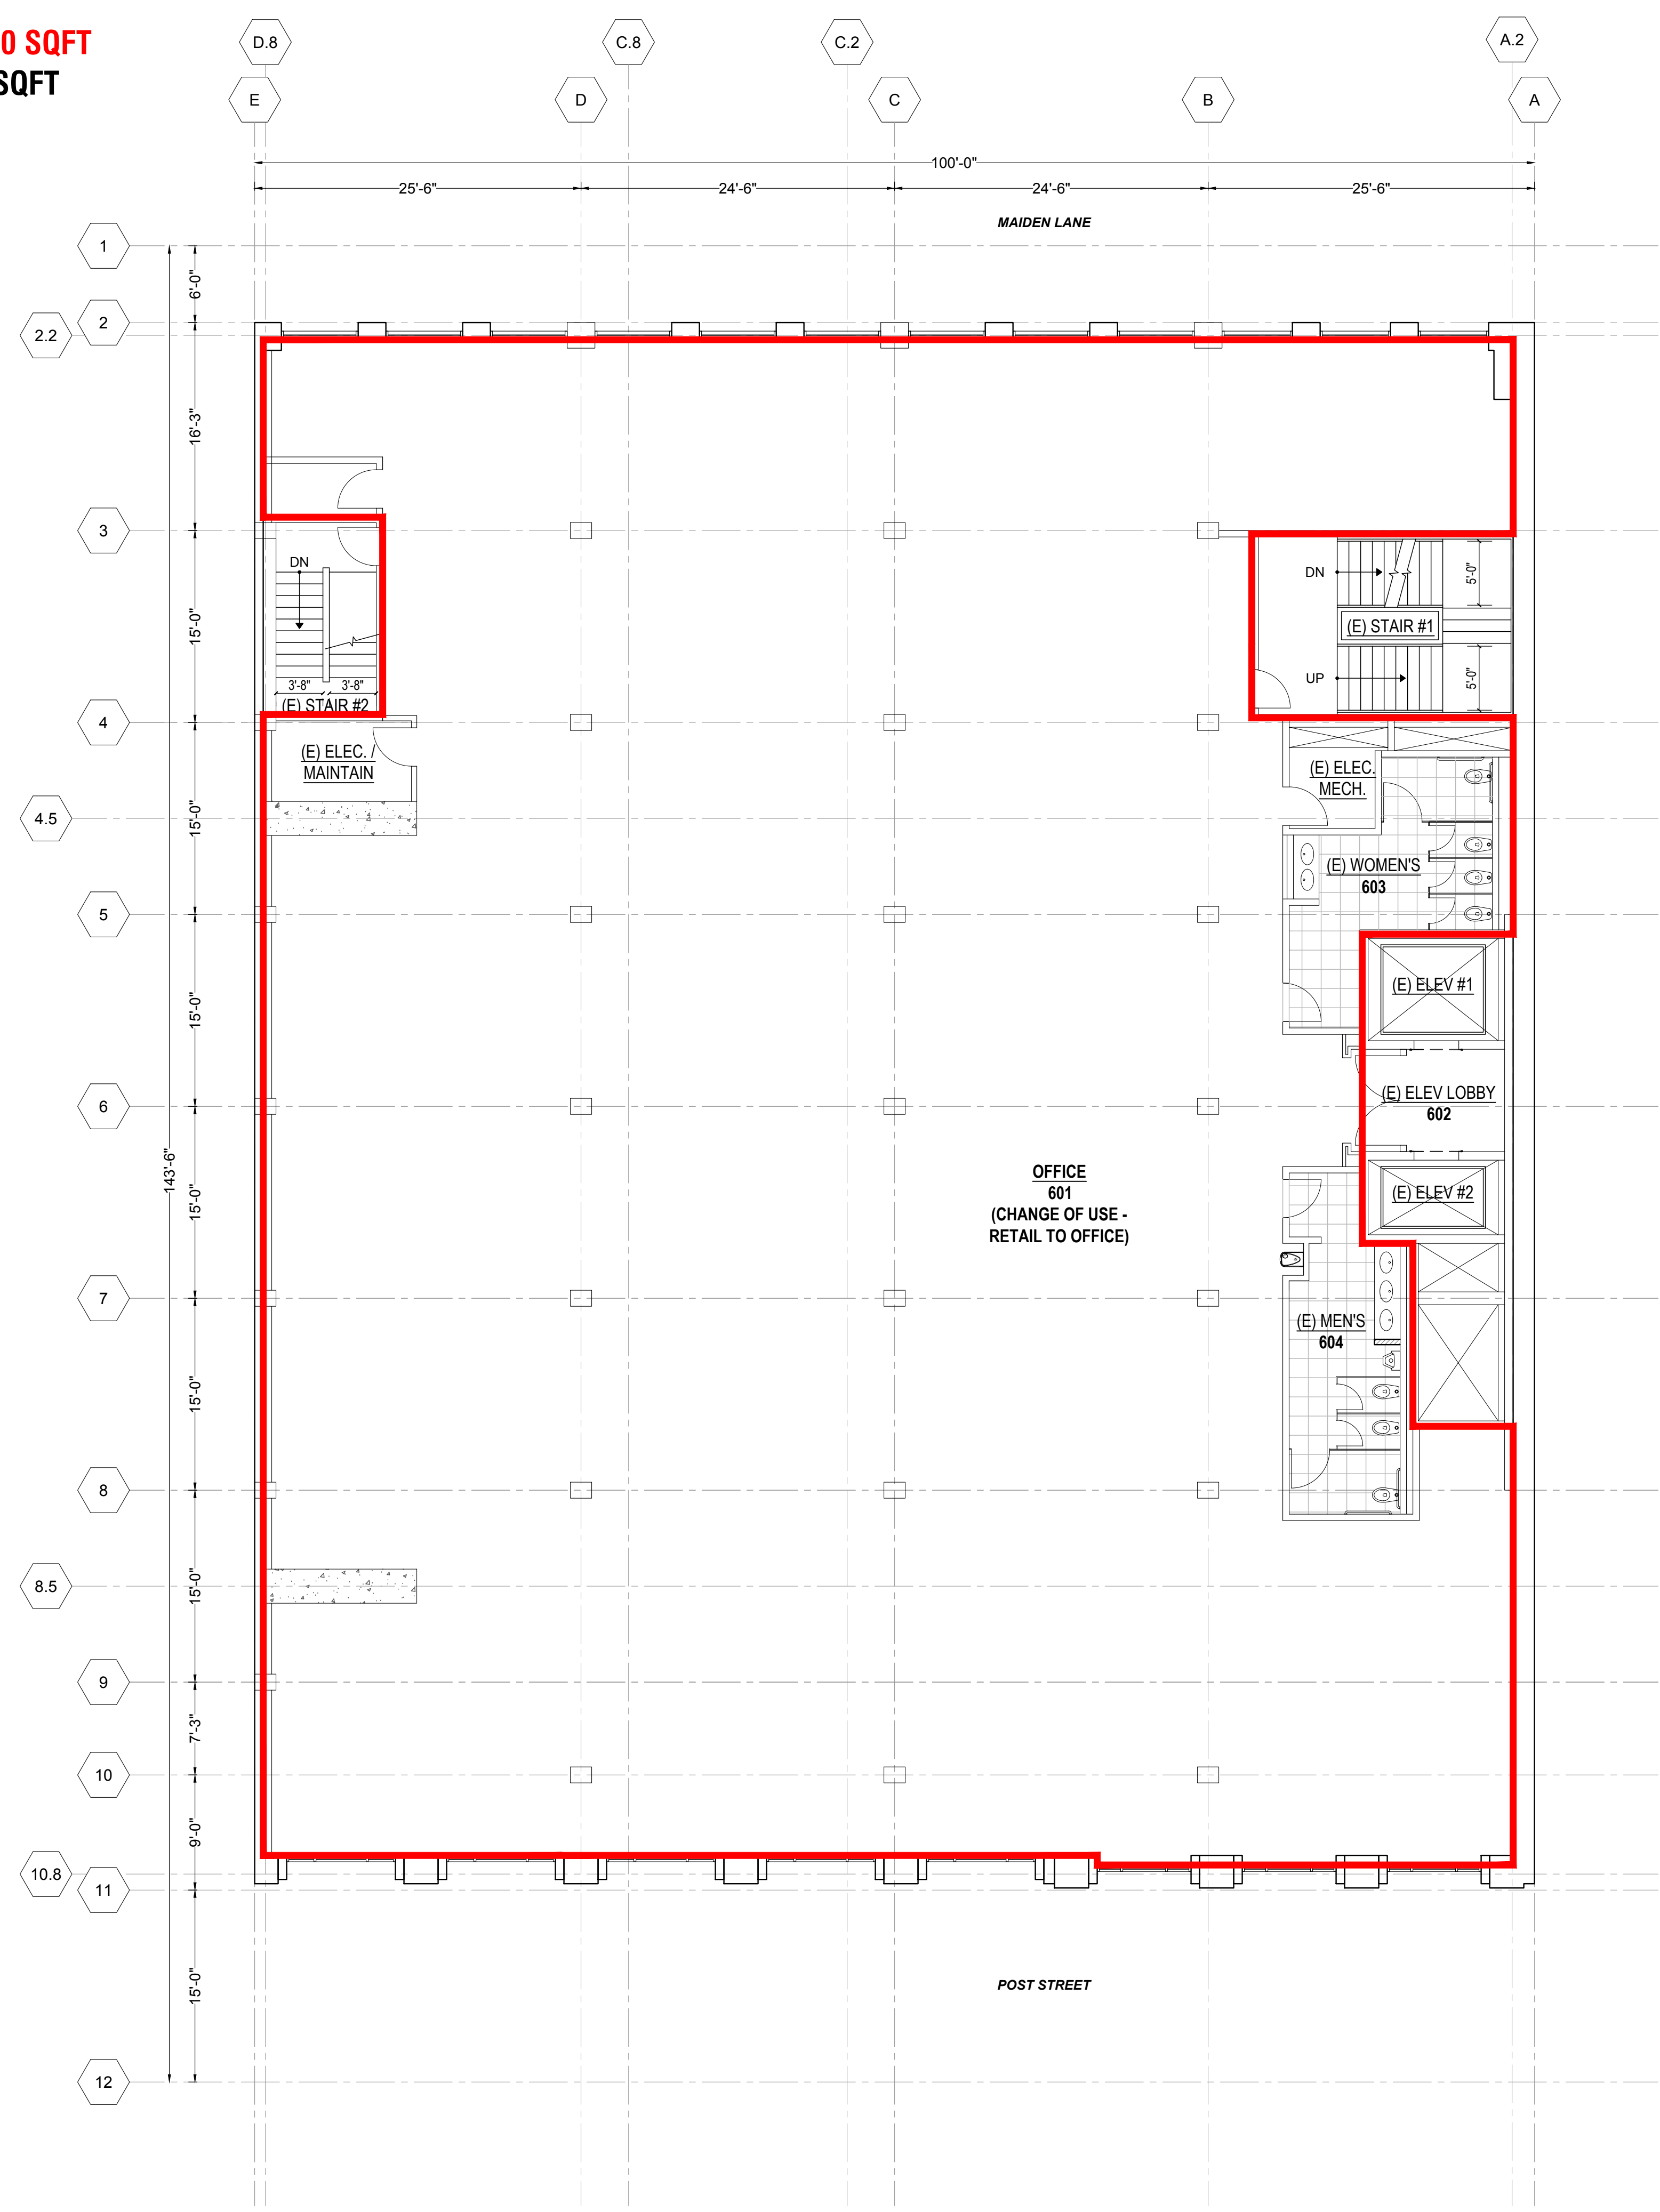 0 SQFT
SQFT
D.8
C.8
C.2
A.2
E
D
C
B
A
100'-0"
25'-6"
24'-6"
24'-6"
25'-6"
MAIDEN LANE
1
6'-0"
2
2.2
16'-3"
3
DN
DN
5'-0"
15'-0"
(E) STAIR #1
UP
5'-0"
3'-8"
3'-8"
(E) STAIR #2
4
(E) ELEC. /
MAINTAIN
(E) ELEC.
MECH.
4.5
15'-0"
(E) WOMEN'S
603
5
(E) ELEV #1
15'-0"
(E) ELEV LOBBY
602
6
143'-6"
OFFICE
601
(CHANGE OF USE -
RETAIL TO OFFICE)
15'-0"
(E) ELEV #2
7
(E) MEN'S
604
15'-0"
8
8.5
15'-0"
9
7'-3"
10
9'-0"
10.8
11
15'-0"
POST STREET
12